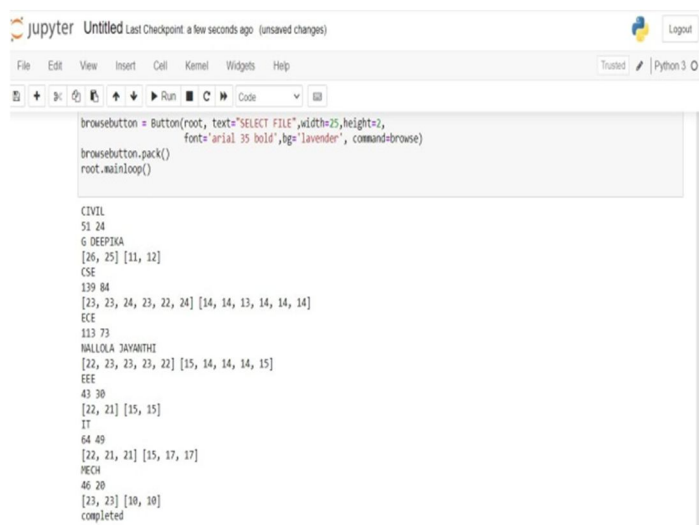 jupyter Untitled Last Checkpoint: a few seconds ago (unsaved changes)
Logout
File Edit View Insert Cell Kernel Widgets Help
Trusted Python 3
Run Code
browsebutton = Button(root, text="SELECT FILE",width=25,height=2,
font='arial 35 bold',bg='lavender', command=browse)
browsebutton.pack()
root.mainloop()
CIVIL
51 24
G DEEPIKA
[26, 25] [11, 12]
CSE
139 84
[23, 23, 24, 23, 22, 24] [14, 14, 13, 14, 14, 14]
ECE
113 73
NALLOLA JAYANTHI
[22, 23, 23, 23, 22] [15, 14, 14, 14, 15]
EEE
43 30
[22, 21] [15, 15]
IT
64 49
[22, 21, 21] [15, 17, 17]
MECH
46 20
[23, 23] [10, 10]
completed